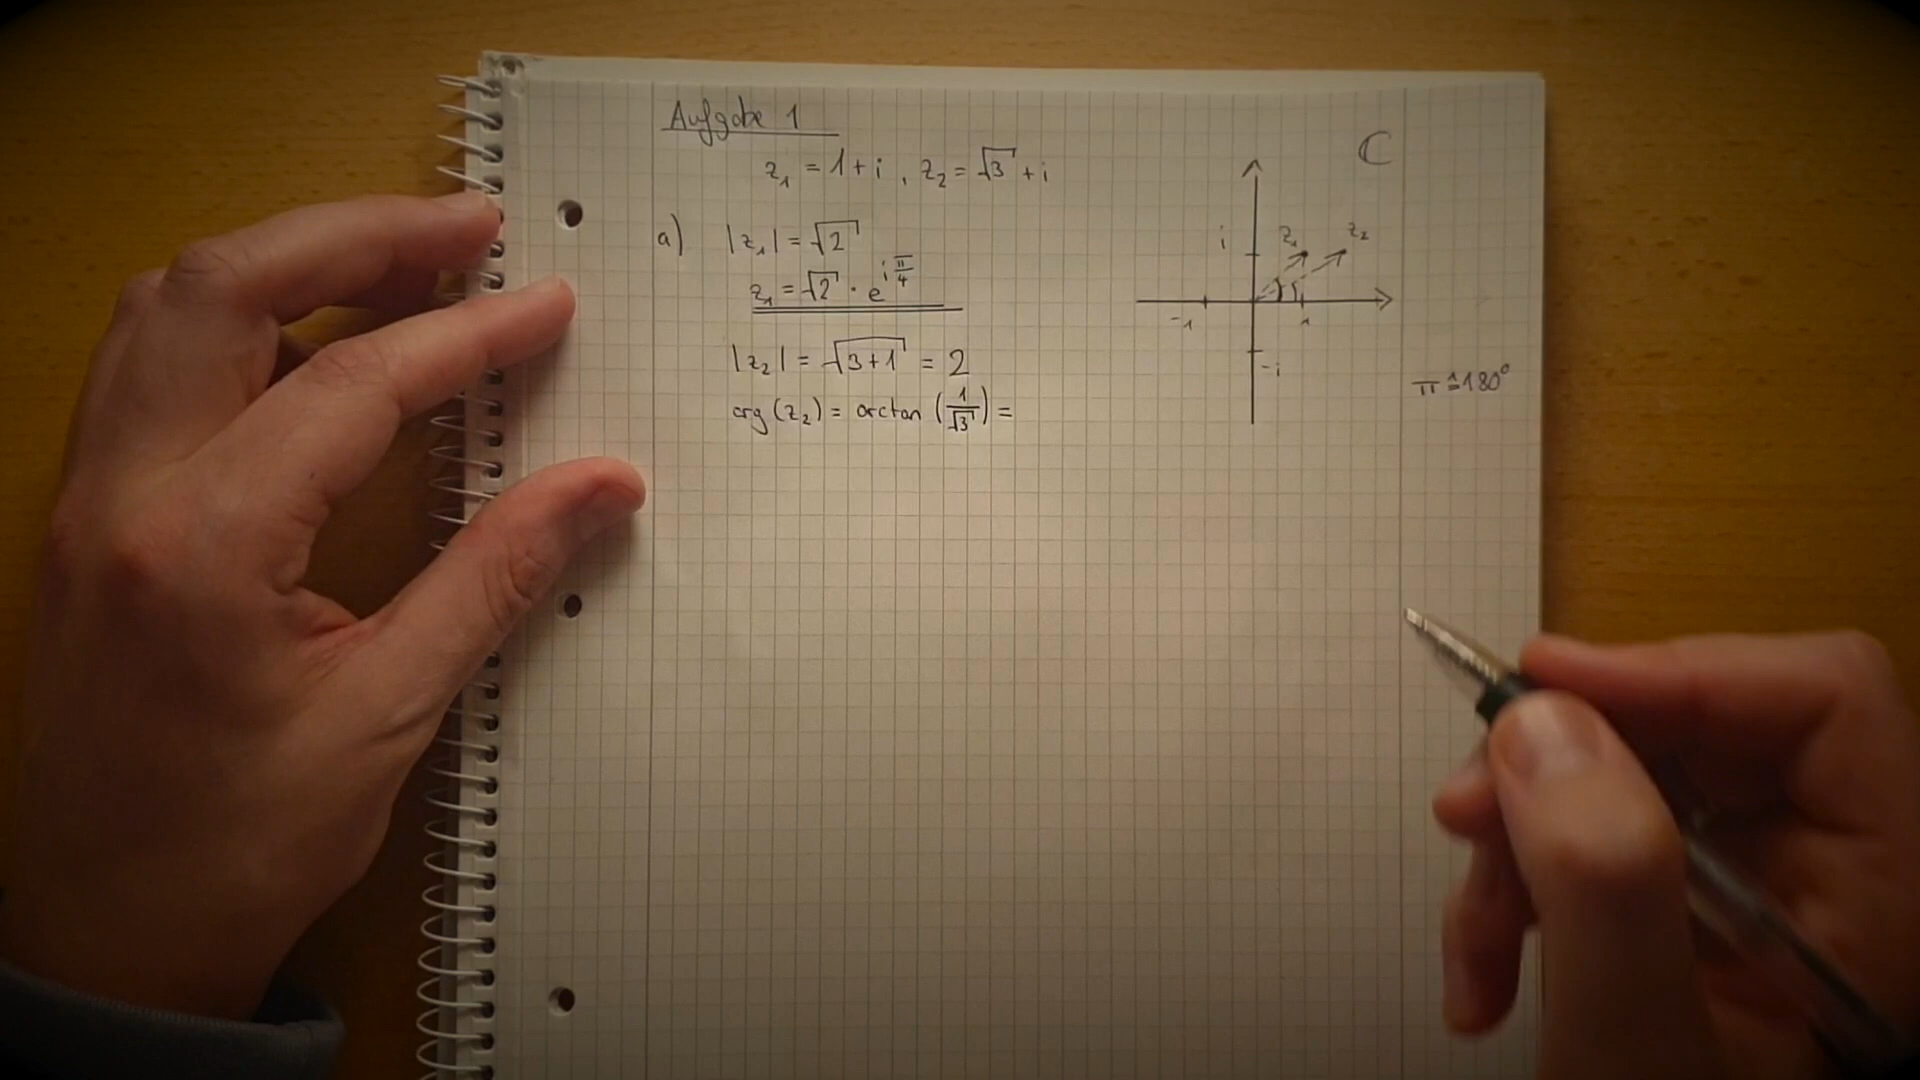 Aufgabe 1
z₁ = 1 + i , z₂ = √3 + i
a) |z₁| = √2
z₁ = √2 · e^(i π/4)
|z₂| = √(3+1) = 2
arg (z₂) = arctan (1/√3) =
ℂ
i
z₁
z₂
-1
1
-i
π ≙ 180°